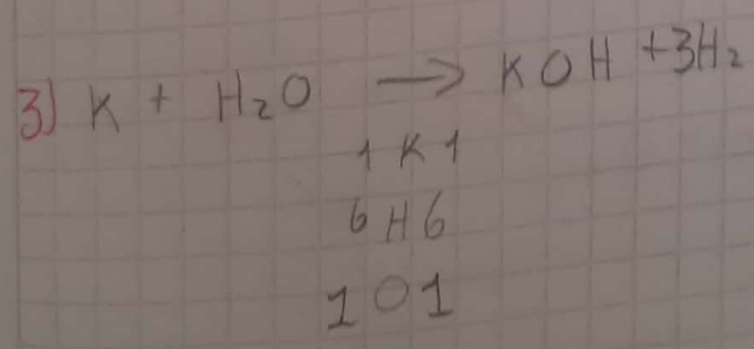 3) K + H₂O → KOH + 3H₂
1 K 1
6 H 6
1 O 1